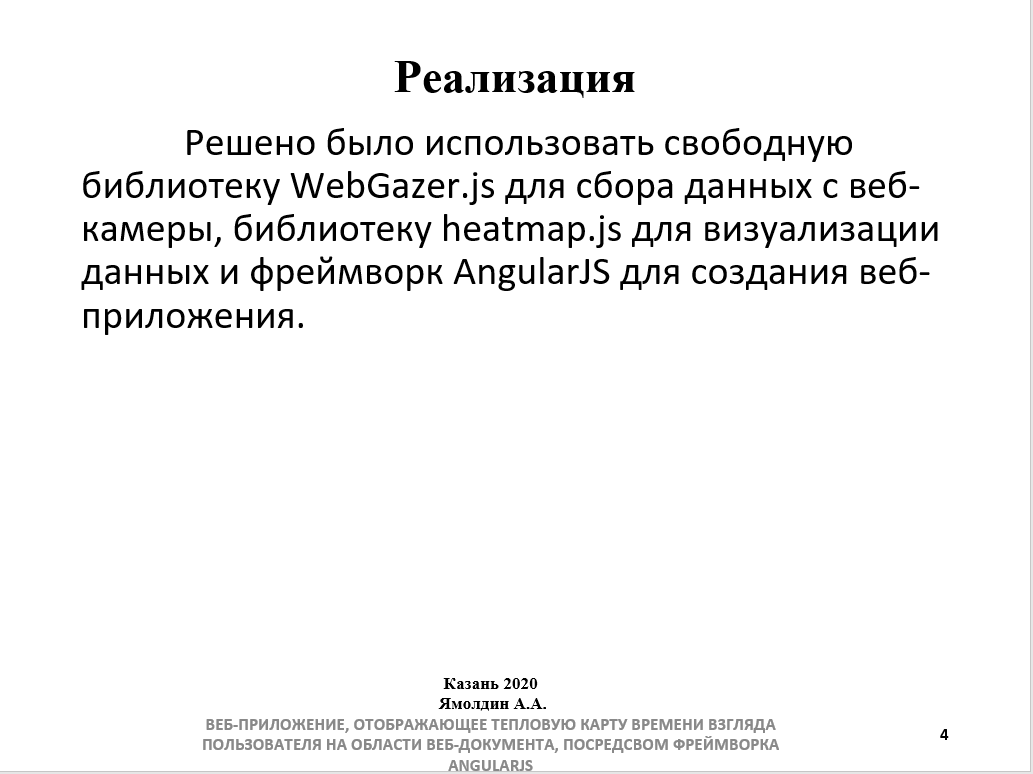 Реализация
Решено было использовать свободную
библиотеку WebGazer.js для сбора данных с веб-
камеры, библиотеку heatmap.js для визуализации
данных и фреймворк AngularJS для создания веб-
приложения.
Казань 2020
Ямолдин А.А.
ВЕБ-ПРИЛОЖЕНИЕ, ОТОБРАЖАЮЩЕЕ ТЕПЛОВУЮ КАРТУ ВРЕМЕНИ ВЗГЛЯДА
ПОЛЬЗОВАТЕЛЯ НА ОБЛАСТИ ВЕБ-ДОКУМЕНТА, ПОСРЕДСВОМ ФРЕЙМВОРКА
ANGULARJS
4